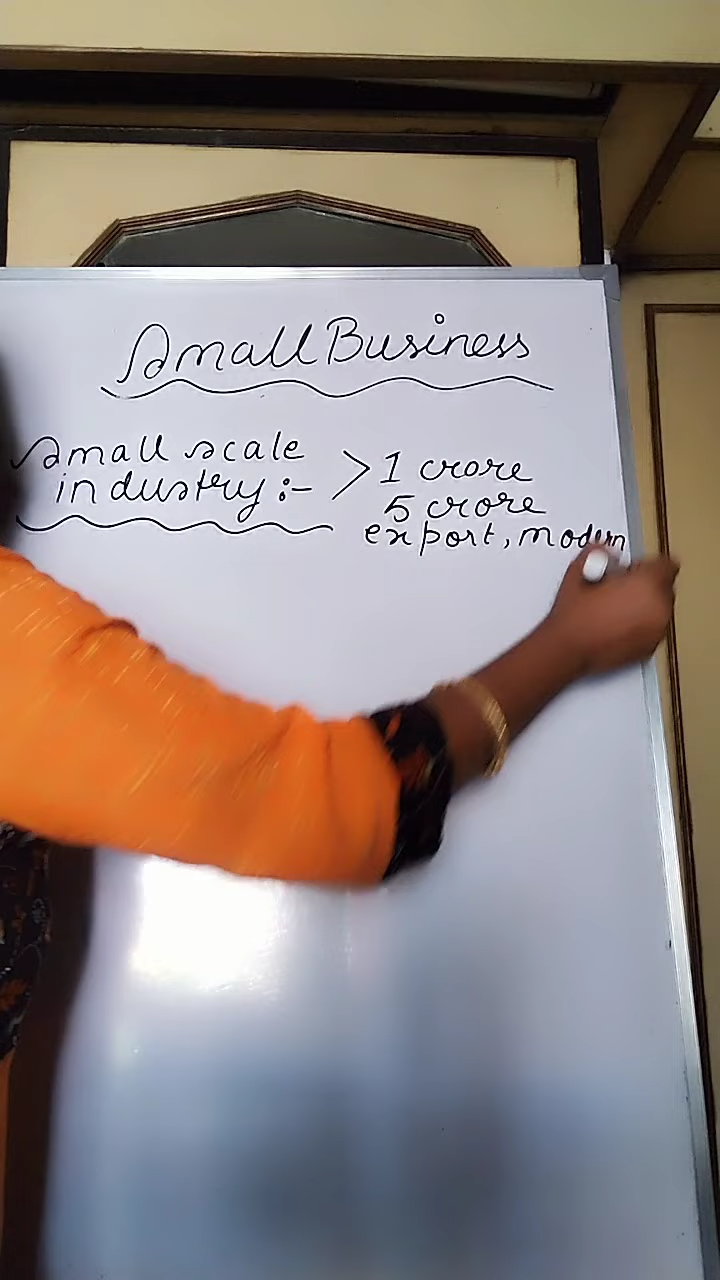 Small Business
Small scale
industry :-
> 1 crore
5 crore
export, modern